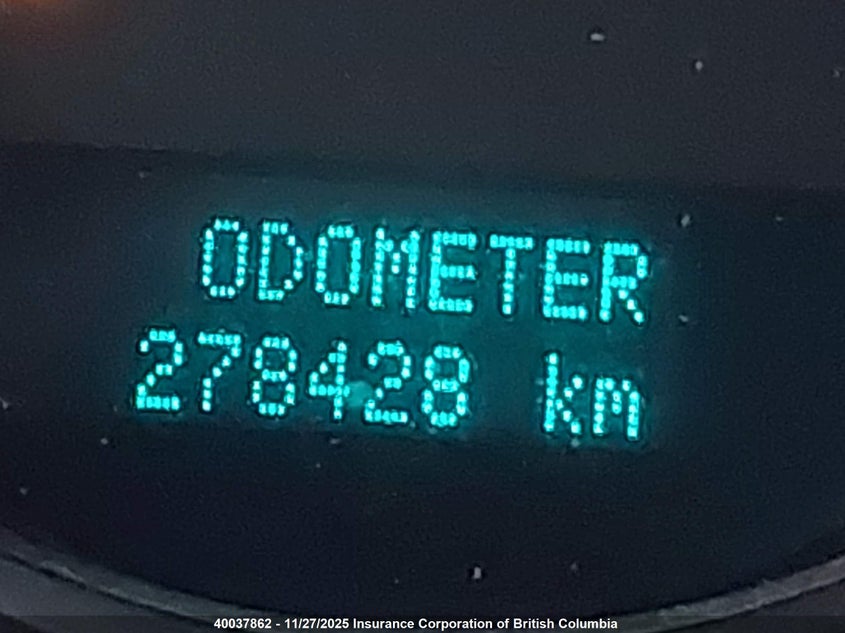 ODOMETER
278428 km
40037862 - 11/27/2025 Insurance Corporation of British Columbia